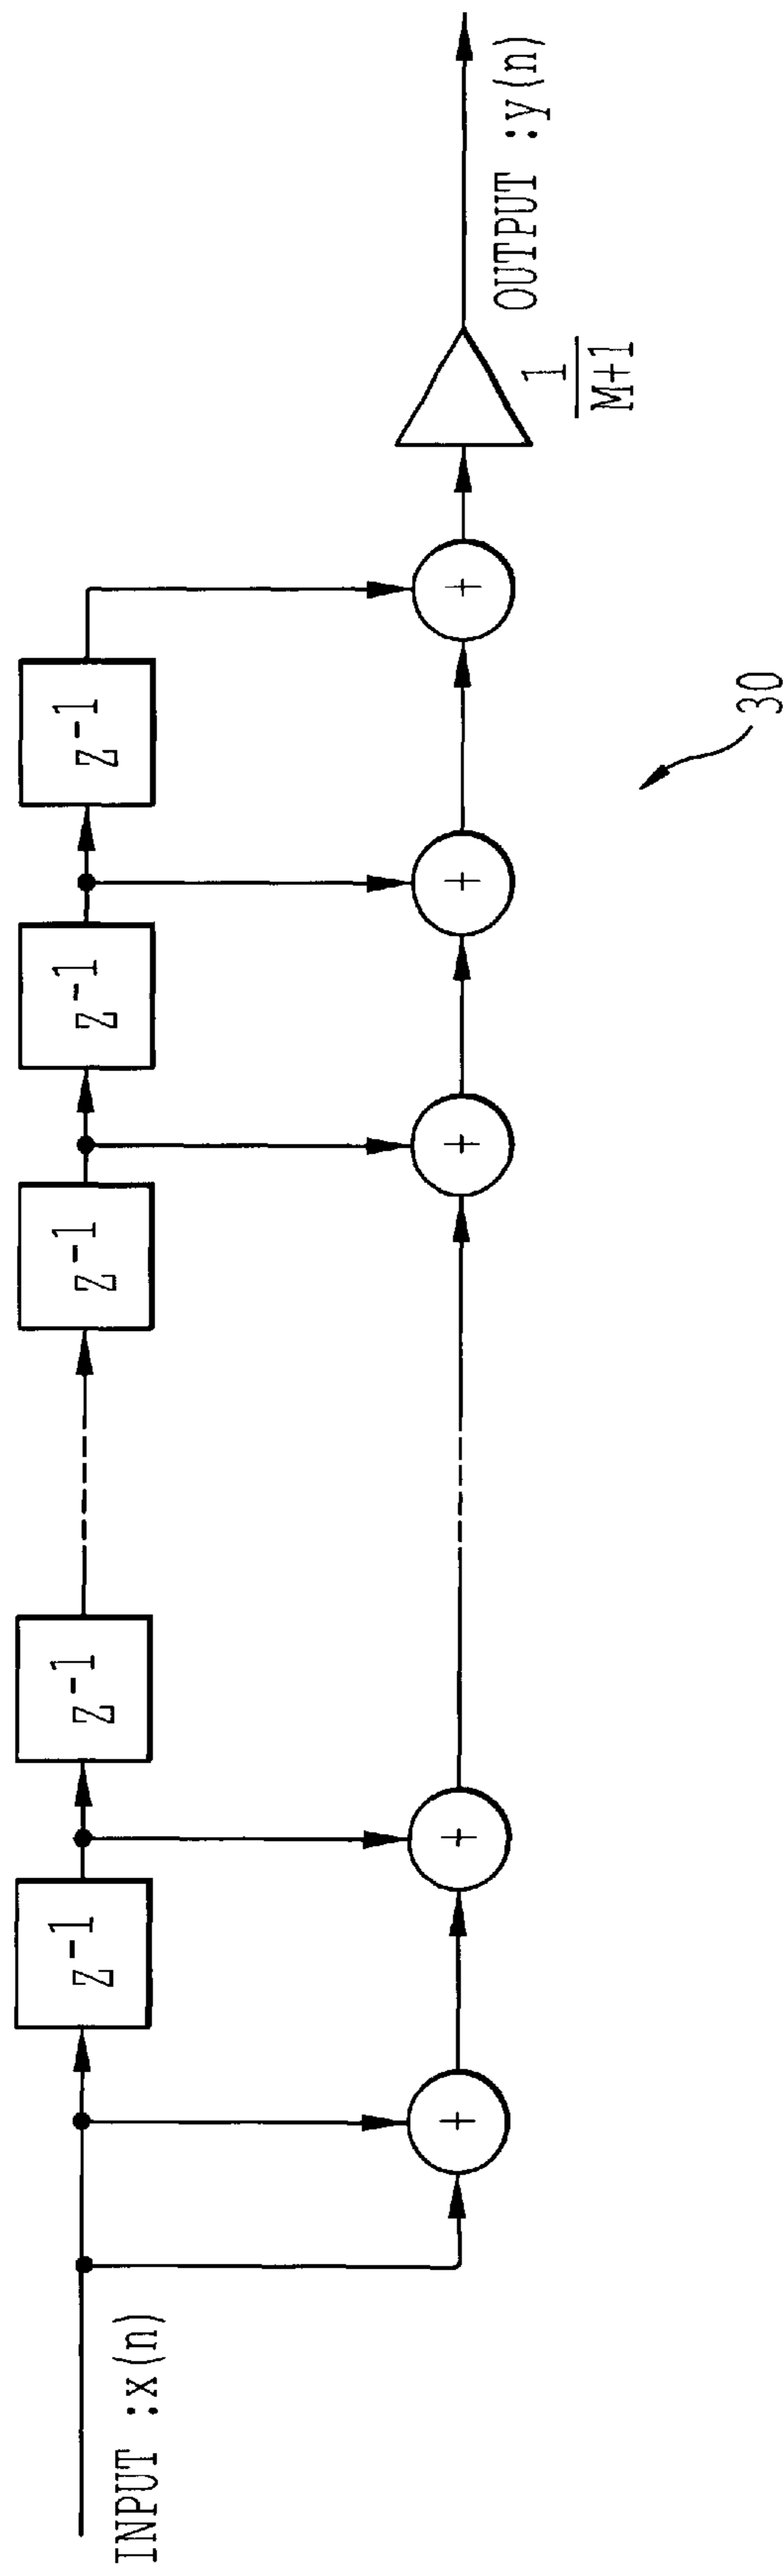 INPUT :x(n)
z⁻¹
z⁻¹
z⁻¹
z⁻¹
z⁻¹
+
+
+
+
+
1
M+1
OUTPUT :y(n)
30